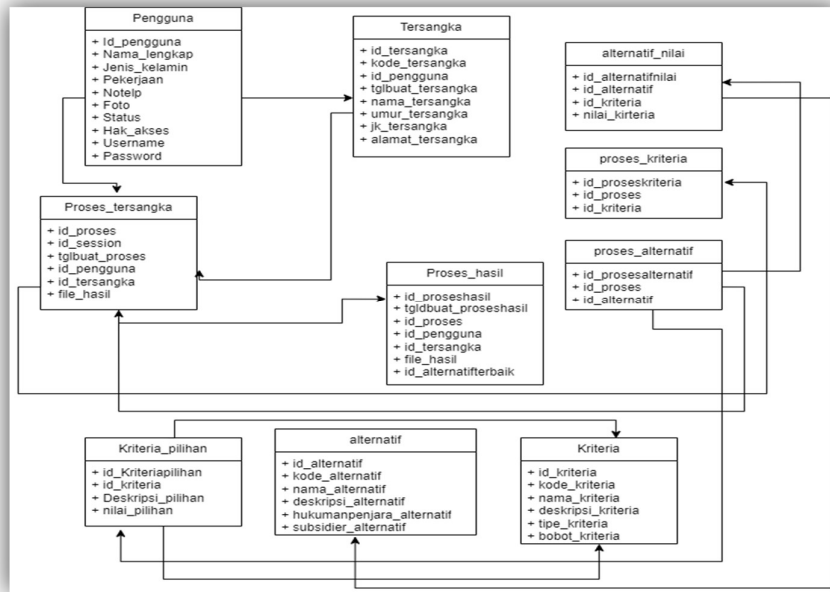 Pengguna
+ Id_pengguna
+ Nama_lengkap
+ Jenis_kelamin
+ Pekerjaan
+ Notelp
+ Foto
+ Status
+ Hak_akses
+ Username
+ Password
Tersangka
+ id_tersangka
+ kode_tersangka
+ id_pengguna
+ tglbuat_tersangka
+ nama_tersangka
+ umur_tersangka
+ jk_tersangka
+ alamat_tersangka
alternatif_nilai
+ id_alternatifnilai
+ id_alternatif
+ id_kriteria
+ nilai_kirteria
proses_kriteria
+ id_proseskriteria
+ id_proses
+ id_kriteria
Proses_tersangka
+ id_proses
+ id_session
+ tglbuat_proses
+ id_pengguna
+ id_tersangka
+ file_hasil
Proses_hasil
+ id_proseshasil
+ tgldbuat_proseshasil
+ id_proses
+ id_pengguna
+ id_tersangka
+ file_hasil
+ id_alternatifterbaik
proses_alternatif
+ id_prosesalternatif
+ id_proses
+ id_alternatif
Kriteria_pilihan
+ id_Kriteriapilihan
+ id_kriteria
+ Deskripsi_pilihan
+ nilai_pilihan
alternatif
+ id_alternatif
+ kode_alternatif
+ nama_alternatif
+ deskripsi_alternatif
+ hukumanpenjara_alternatif
+ subsidier_alternatif
Kriteria
+ id_kriteria
+ kode_kriteria
+ nama_kriteria
+ deskripsi_kriteria
+ tipe_kriteria
+ bobot_kriteria